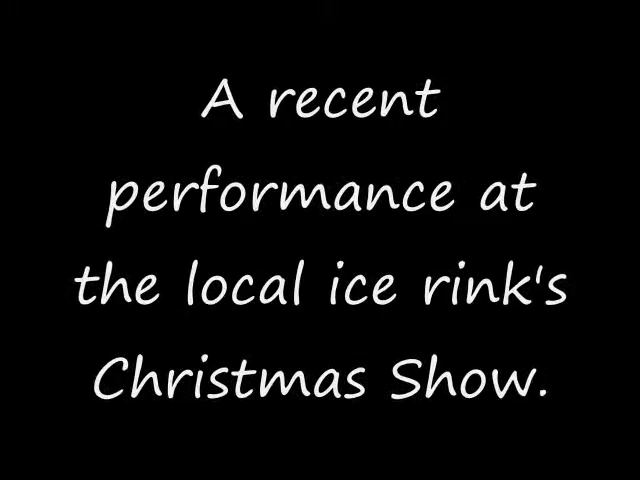 A recent
performance at
the local ice rink's
Christmas Show.